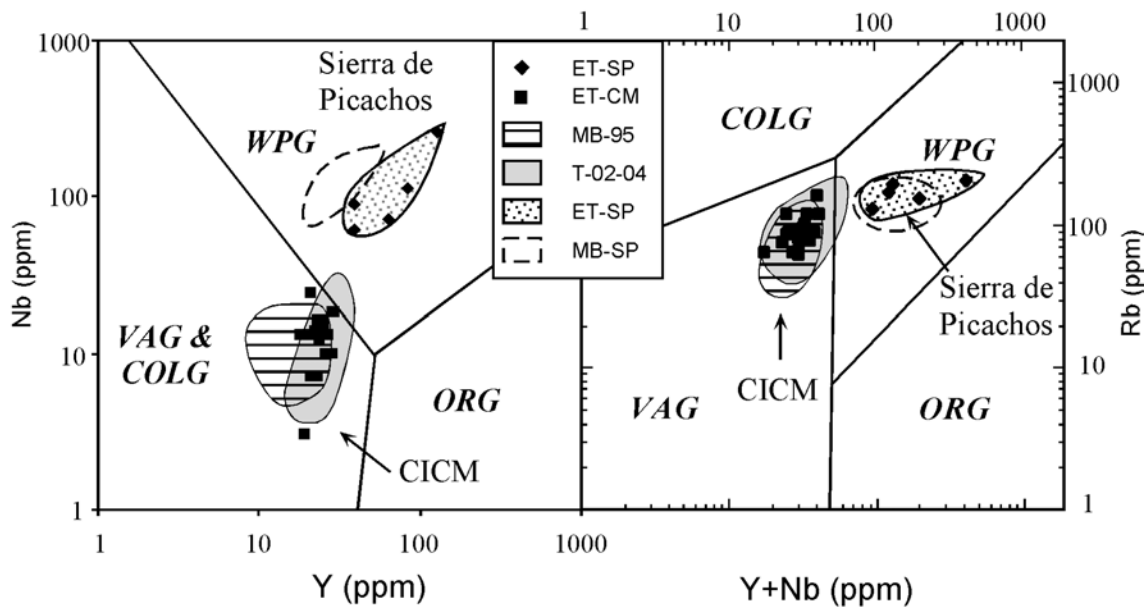 1 10 100 1000
1000 100 10 1
Nb (ppm)
Sierra de
Picachos
WPG
VAG &
COLG
ORG
CICM
1 10 100 1000
Y (ppm)
ET-SP
ET-CM
MB-95
T-02-04
ET-SP
MB-SP
COLG
WPG
Sierra de
Picachos
CICM
VAG
ORG
1000 100 10 1
Rb (ppm)
Y+Nb (ppm)